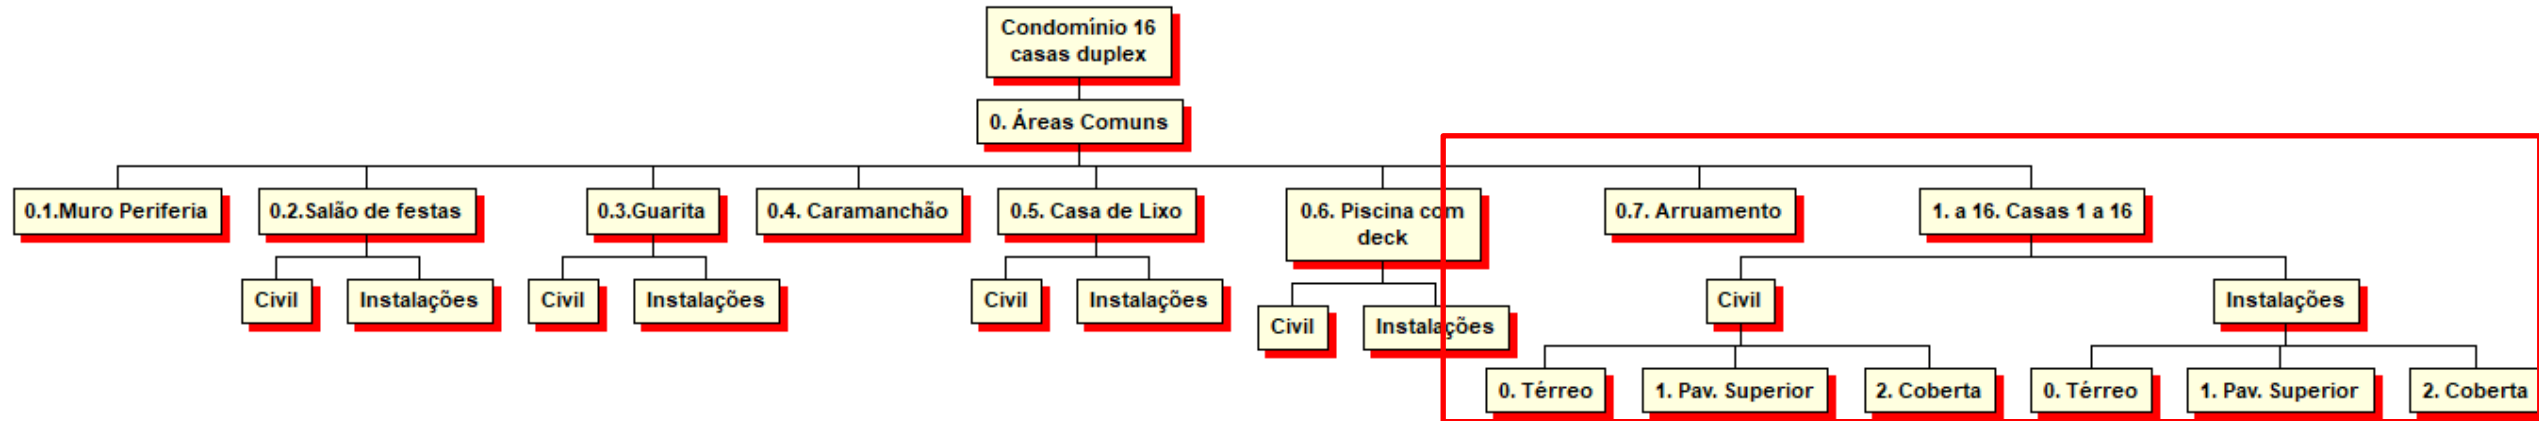 Condomínio 16
casas duplex
0. Áreas Comuns
0.1.Muro Periferia
0.2.Salão de festas
0.3.Guarita
0.4. Caramanchão
0.5. Casa de Lixo
0.6. Piscina com
deck
0.7. Arruamento
1. a 16. Casas 1 a 16
Civil
Instalações
Civil
Instalações
Civil
Instalações
Civil
Instalações
Civil
Instalações
0. Térreo
1. Pav. Superior
2. Coberta
0. Térreo
1. Pav. Superior
2. Coberta